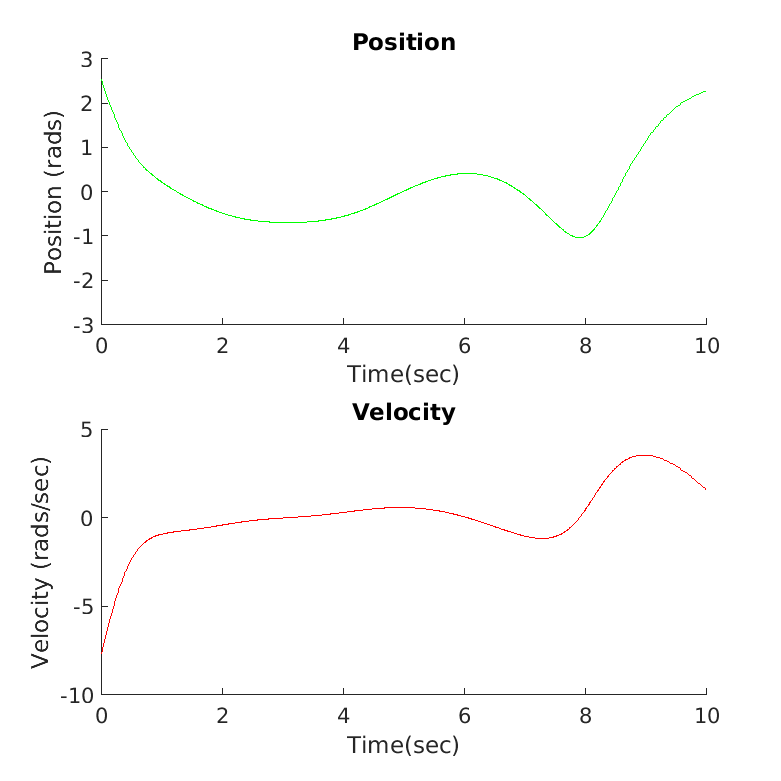 Position
3
2
1
0
-1
-2
-3
Position (rads)
0 2 4 6 8 10
Time(sec)
Velocity
5
0
-5
-10
Velocity (rads/sec)
0 2 4 6 8 10
Time(sec)